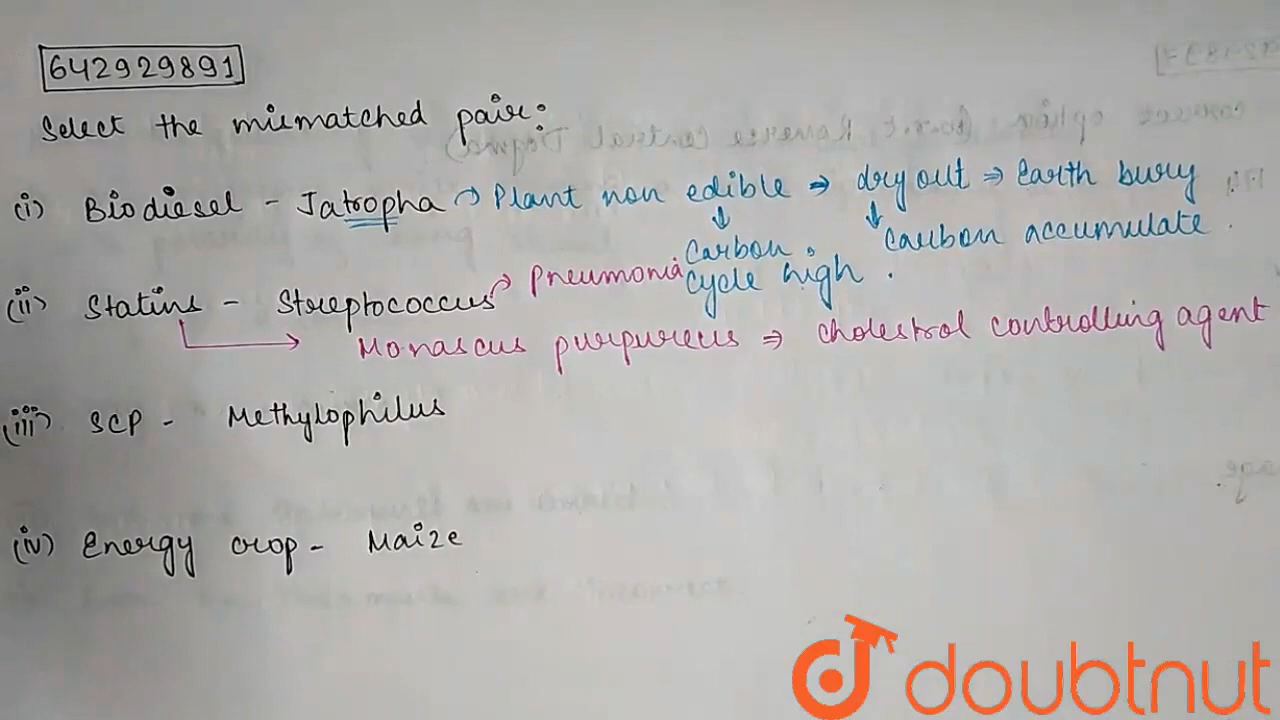 642929891
Select the mismatched pair:
(i) Biodiesel - Jatropha → Plant non edible ⇒ dry out ⇒ Earth bury
↓ Carbon cycle high .
↓ Carbon accumulate .
(ii) Statins - Streptococcus → Pneumonia
→ Monascus purpureus ⇒ Cholestrol controlling agent
(iii) SCP - Methylophilus
(iv) Energy crop - Maize
doubtnut